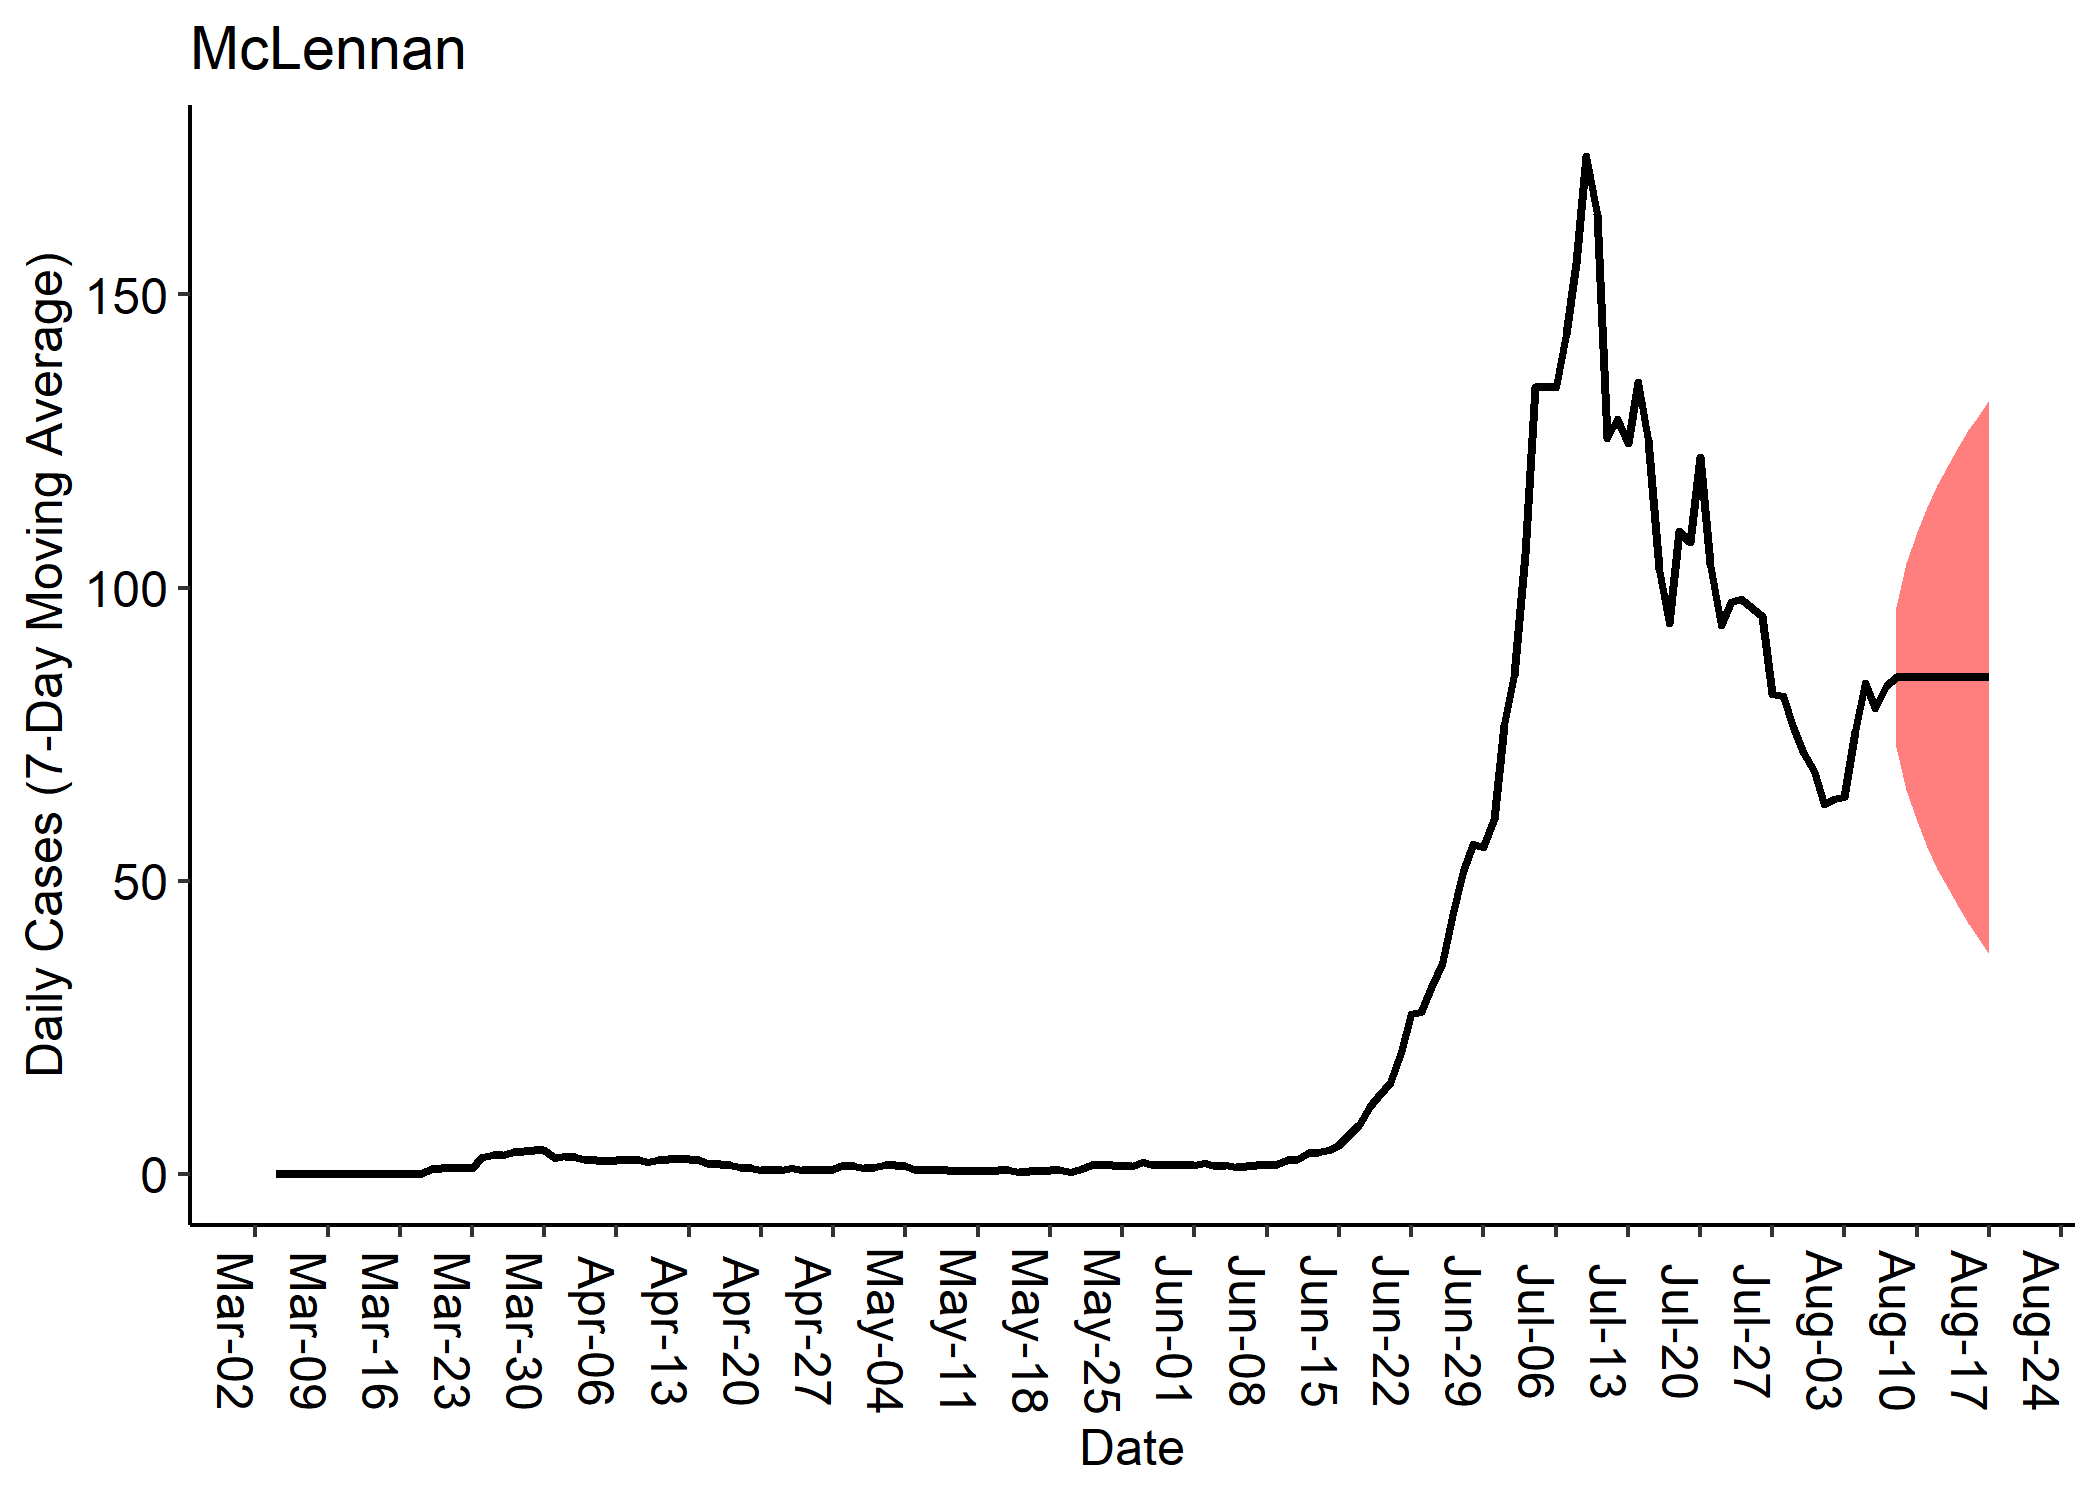 McLennan
Daily Cases (7-Day Moving Average)
150
100
50
0
Mar-02
Mar-09
Mar-16
Mar-23
Mar-30
Apr-06
Apr-13
Apr-20
Apr-27
May-04
May-11
May-18
May-25
Jun-01
Jun-08
Jun-15
Jun-22
Jun-29
Jul-06
Jul-13
Jul-20
Jul-27
Aug-03
Aug-10
Aug-17
Aug-24
Date